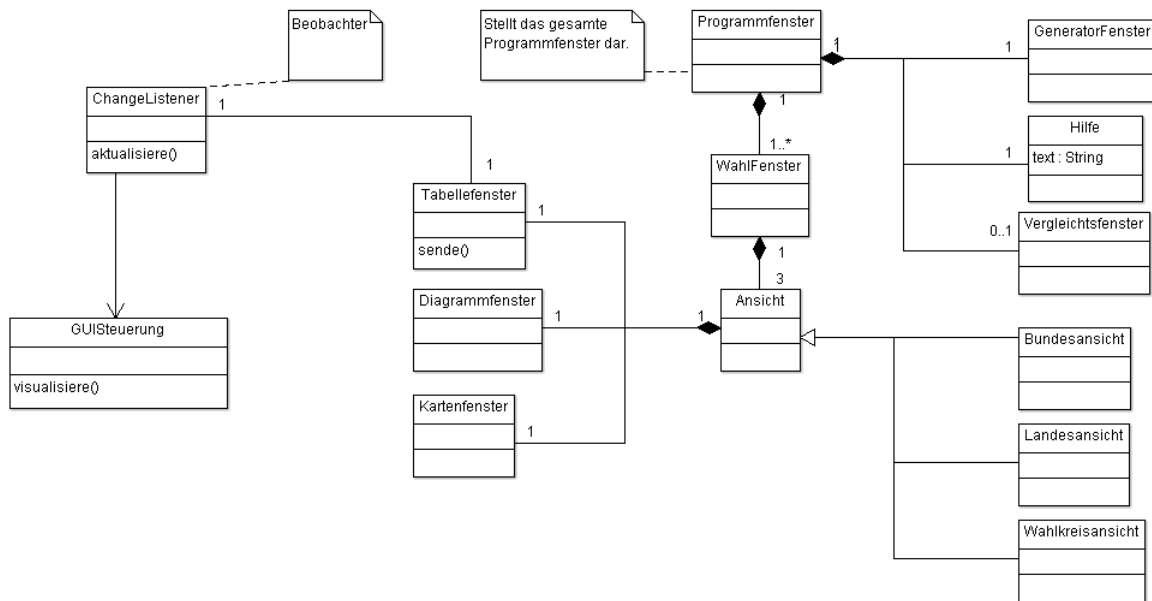 Beobachter
Stellt das gesamte
Programmfenster dar.
Programmfenster
1
1
GeneratorFenster
ChangeListener
1
aktualisiere()
1
1..*
1
Hilfe
text : String
WahlFenster
1
Tabellefenster
1
sende()
1
0..1
Vergleichtsfenster
3
Ansicht
Diagrammfenster
1
1
GUISteuerung
visualisiere()
Bundesansicht
Kartenfenster
1
Landesansicht
Wahlkreisansicht